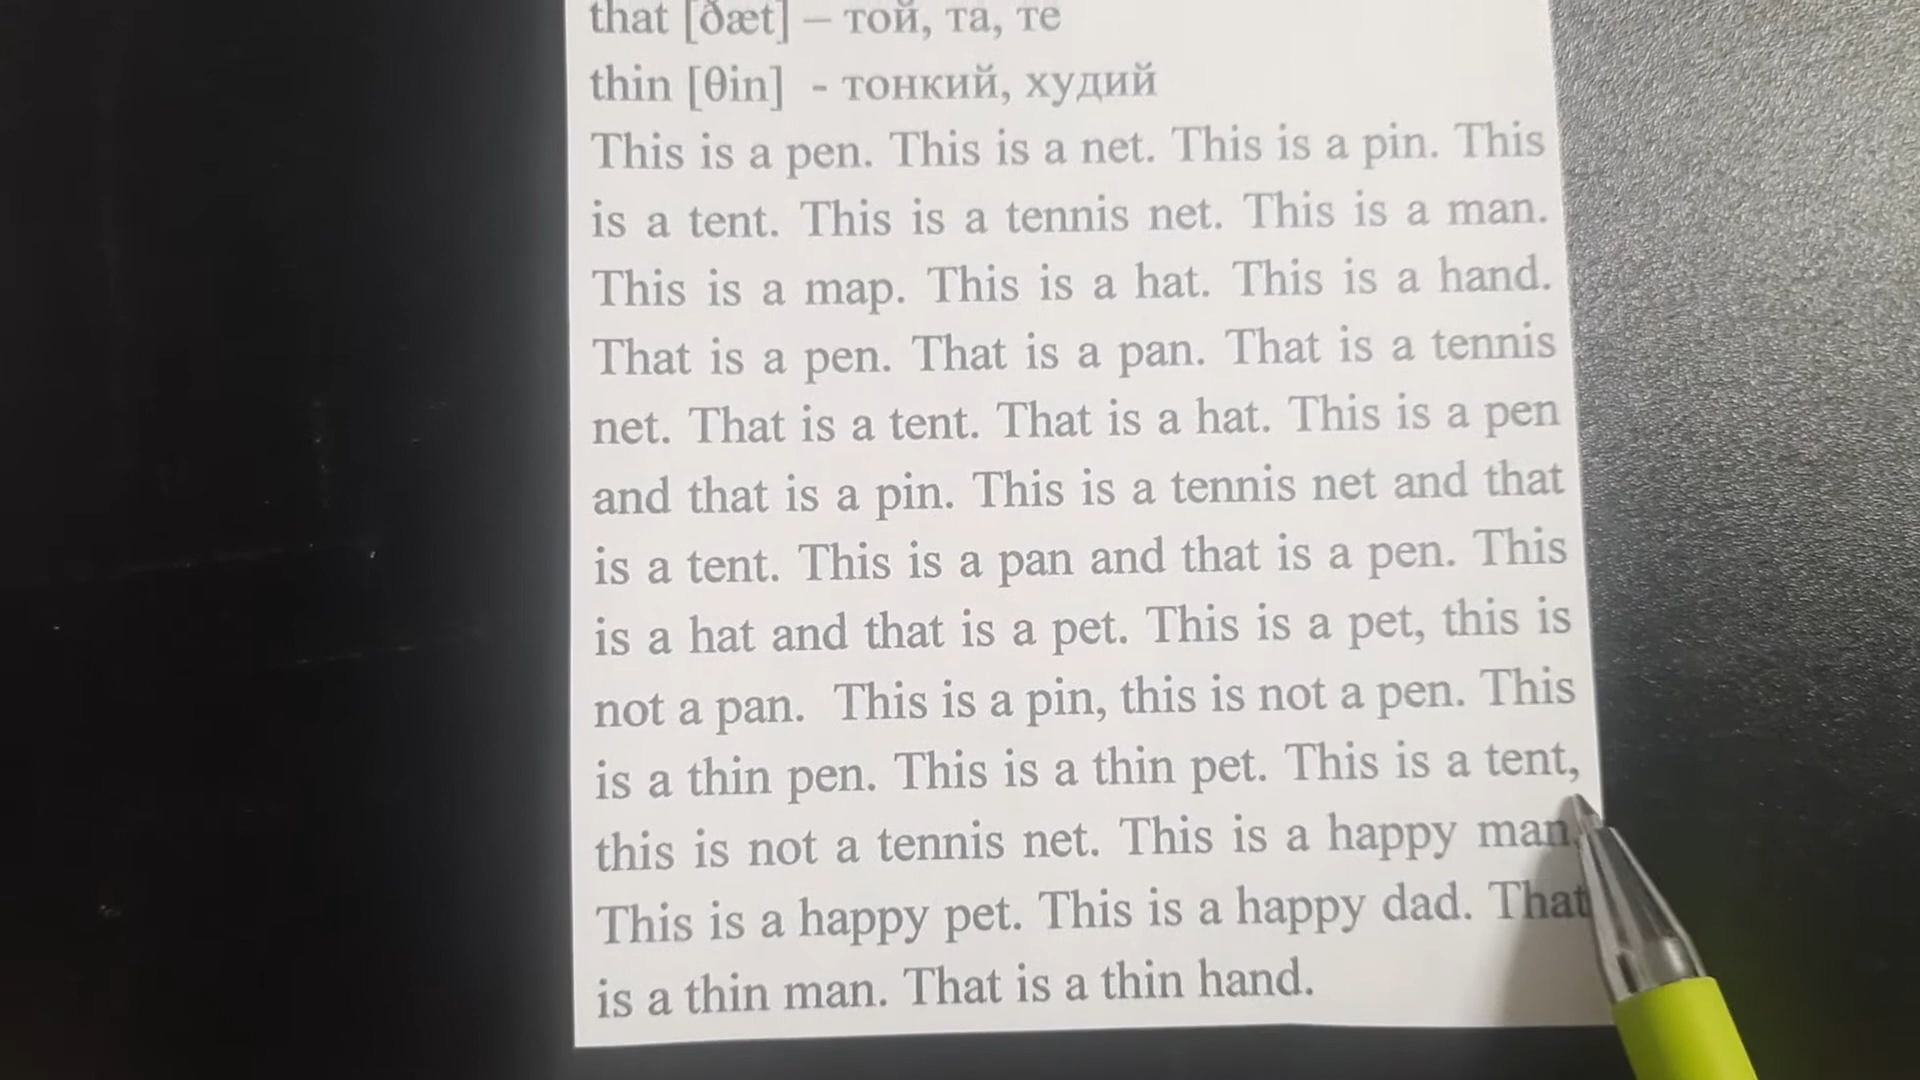 that [ðæt] – той, та, те
thin [θin] - тонкий, худий
This is a pen. This is a net. This is a pin. This
is a tent. This is a tennis net. This is a man.
This is a map. This is a hat. This is a hand.
That is a pen. That is a pan. That is a tennis
net. That is a tent. That is a hat. This is a pen
and that is a pin. This is a tennis net and that
is a tent. This is a pan and that is a pen. This
is a hat and that is a pet. This is a pet, this is
not a pan. This is a pin, this is not a pen. This
is a thin pen. This is a thin pet. This is a tent,
this is not a tennis net. This is a happy man.
This is a happy pet. This is a happy dad. That
is a thin man. That is a thin hand.